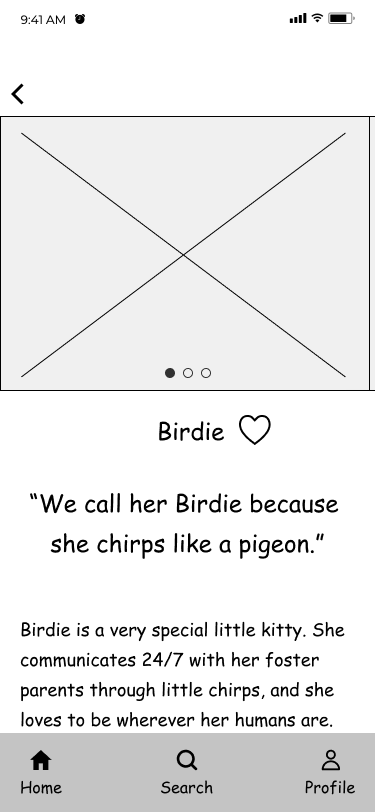 9:41 AM
Birdie
“We call her Birdie because
she chirps like a pigeon.”
Birdie is a very special little kitty. She
communicates 24/7 with her foster
parents through little chirps, and she
loves to be wherever her humans are.
Home Search Profile